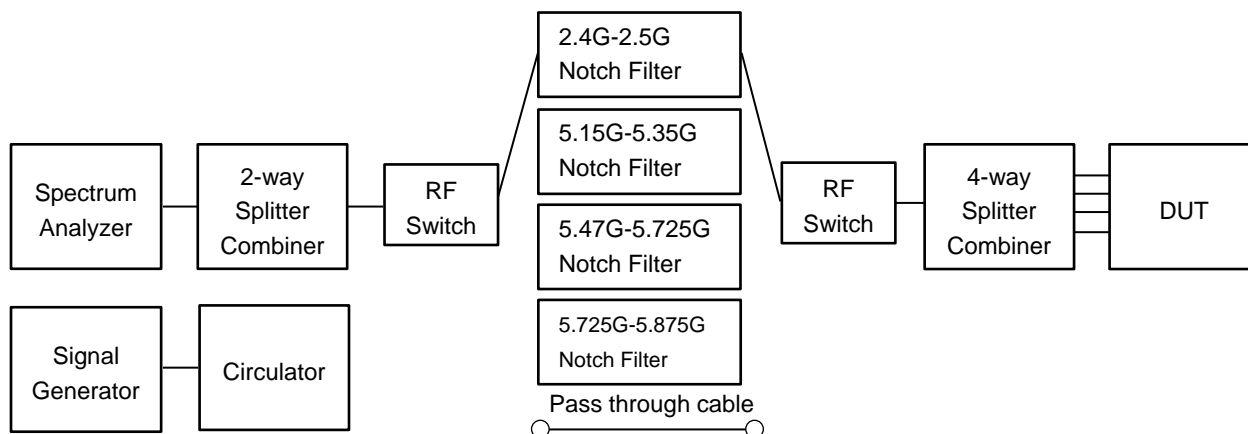 2.4G-2.5G
Notch Filter
5.15G-5.35G
Notch Filter
5.47G-5.725G
Notch Filter
5.725G-5.875G
Notch Filter
Pass through cable
Spectrum
Analyzer
2-way
Splitter
Combiner
RF
Switch
RF
Switch
4-way
Splitter
Combiner
DUT
Signal
Generator
Circulator